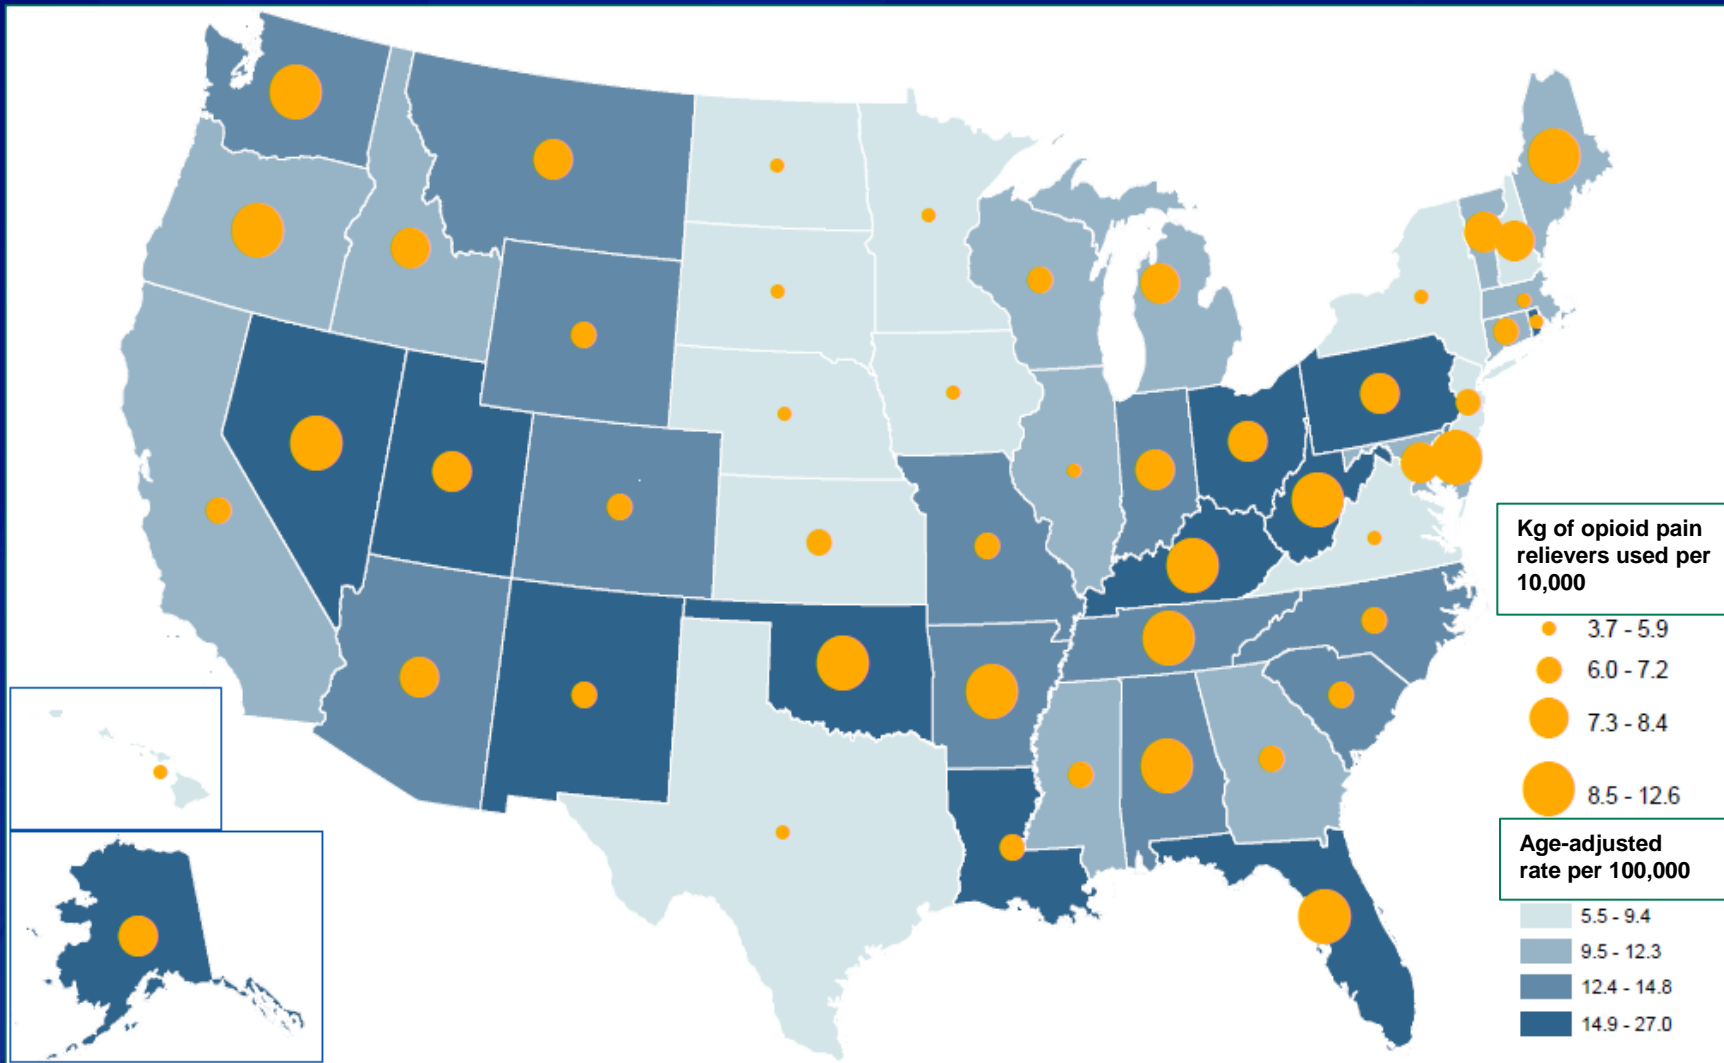 Kg of opioid pain
relievers used per
10,000
3.7 - 5.9
6.0 - 7.2
7.3 - 8.4
8.5 - 12.6
Age-adjusted
rate per 100,000
5.5 - 9.4
9.5 - 12.3
12.4 - 14.8
14.9 - 27.0